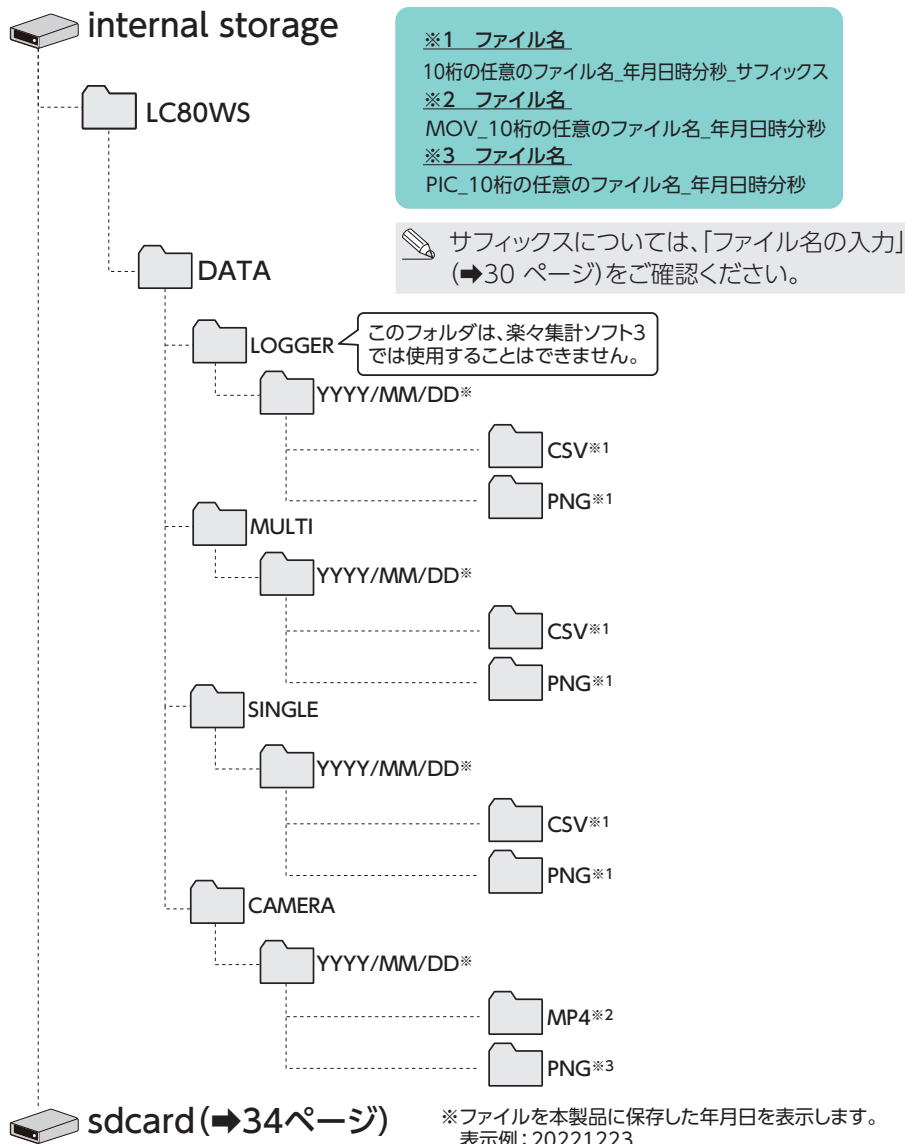 internal storage
※1　ファイル名
10桁の任意のファイル名_年月日時分秒_サフィックス
※2　ファイル名
MOV_10桁の任意のファイル名_年月日時分秒
※3　ファイル名
PIC_10桁の任意のファイル名_年月日時分秒
LC80WS
サフィックスについては、「ファイル名の入力」
(➡30 ページ)をご確認ください。
DATA
LOGGER
このフォルダは、楽々集計ソフト3
では使用することはできません。
YYYY/MM/DD※
CSV※1
PNG※1
MULTI
YYYY/MM/DD※
CSV※1
PNG※1
SINGLE
YYYY/MM/DD※
CSV※1
PNG※1
CAMERA
YYYY/MM/DD※
MP4※2
PNG※3
sdcard(➡34ページ)
※ファイルを本製品に保存した年月日を表示します。
表示例：20221223